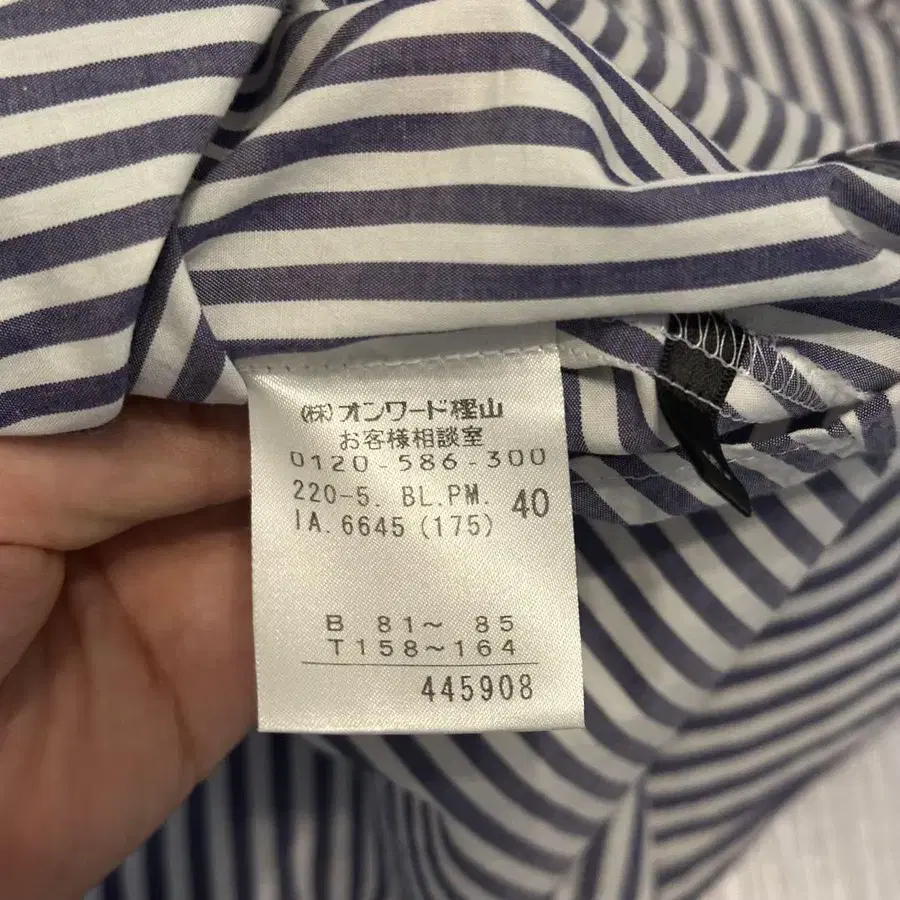 (株)オンワード樫山
お客様相談室
0120-586-300
220-5. BL.PM. 40
IA.6645(175)
B 81～ 85
T158～164
445908